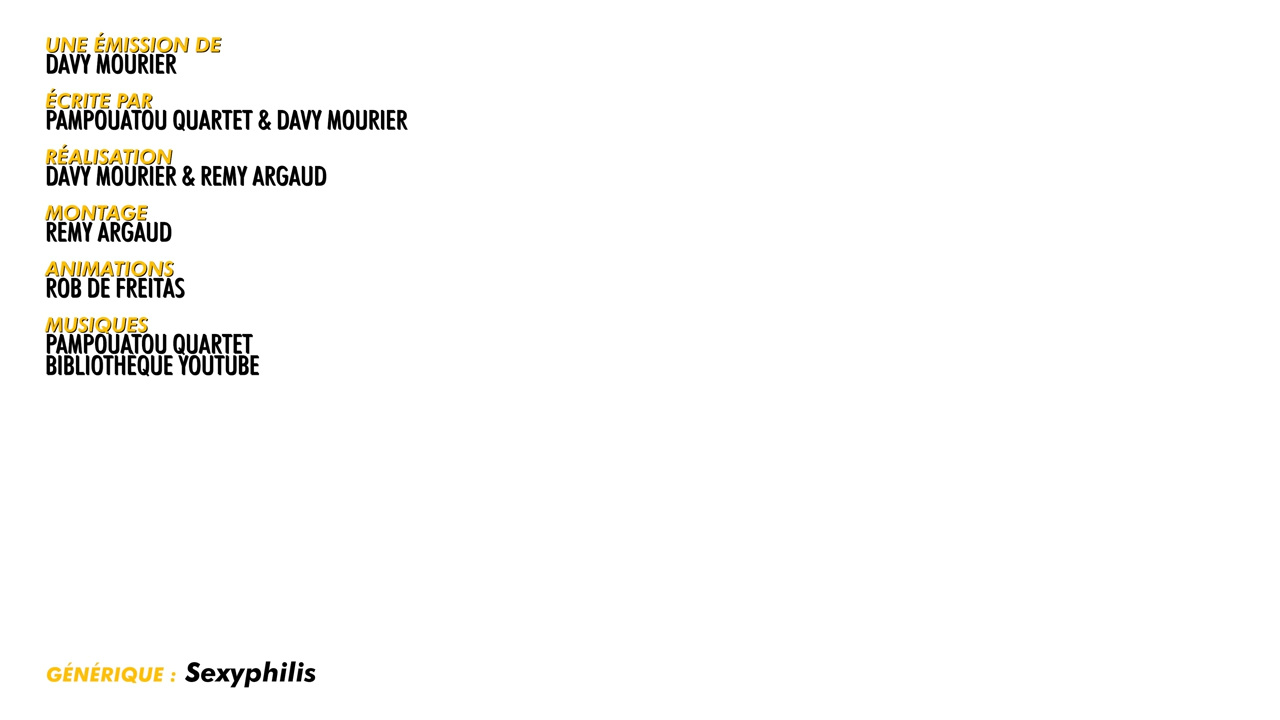 UNE ÉMISSION DE
DAVY MOURIER
ÉCRITE PAR
PAMPOUATOU QUARTET & DAVY MOURIER
RÉALISATION
DAVY MOURIER & REMY ARGAUD
MONTAGE
REMY ARGAUD
ANIMATIONS
ROB DE FREITAS
MUSIQUES
PAMPOUATOU QUARTET
BIBLIOTHÈQUE YOUTUBE
GÉNÉRIQUE : Sexyphilis